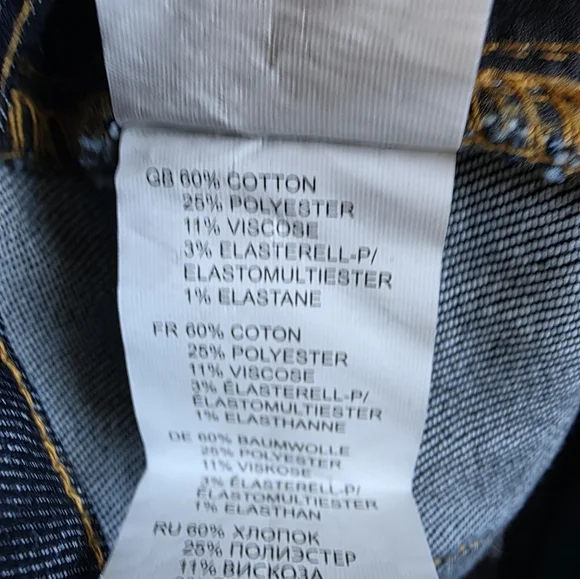 GB 60% COTTON
25% POLYESTER
11% VISCOSE
3% ELASTERELL-P/
ELASTOMULTIESTER
1% ELASTANE
FR 60% COTON
25% POLYESTER
11% VISCOSE
3% ÉLASTERELL-P/
ÉLASTOMULTIESTER
1% ELASTHANNE
DE 60% BAUMWOLLE
25% POLYESTER
11% VISKOSE
3% ELASTERELL-P/
ELASTOMULTIESTER
1% ELASTHAN
RU 60% ХЛОПОК
25% ПОЛИЭСТЕР
11% ВИСКОЗА